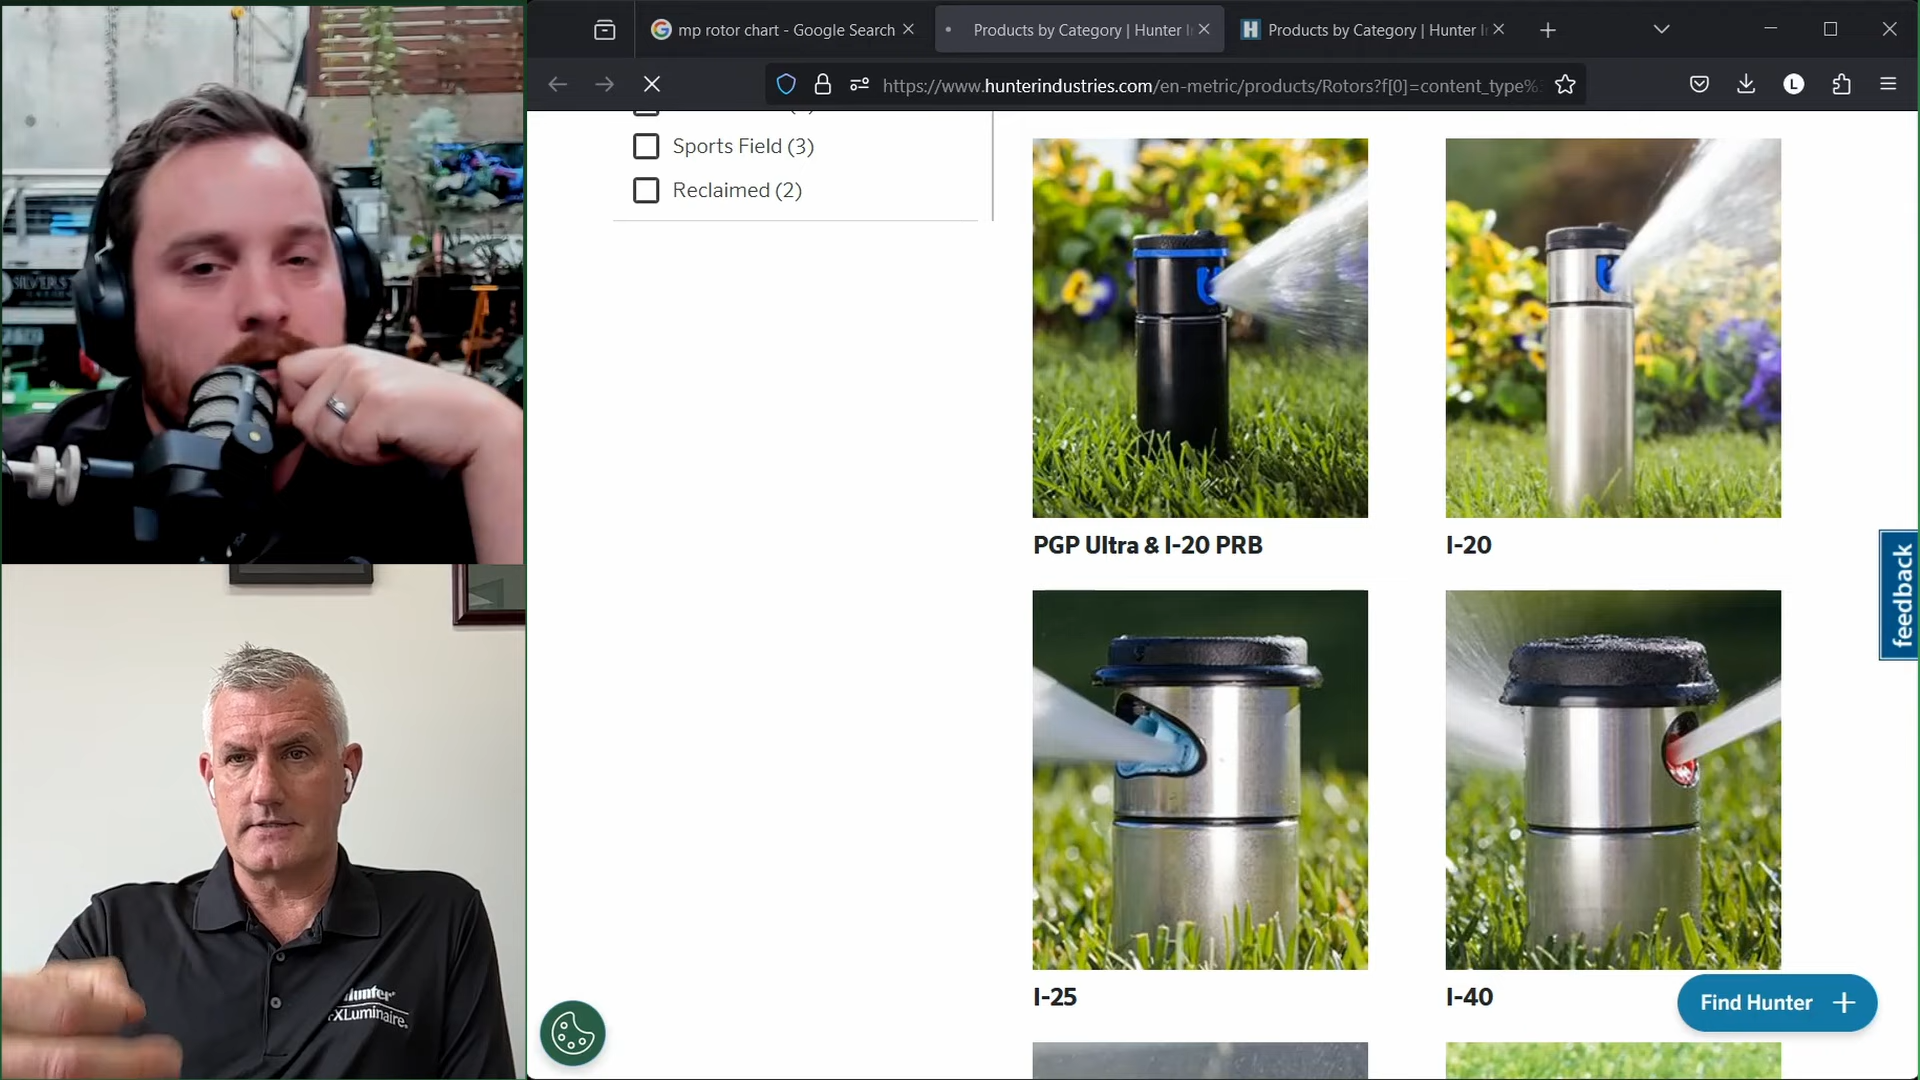 mp rotor chart - Google Search
Products by Category | Hunter I
Products by Category | Hunter I
https://www.hunterindustries.com/en-metric/products/Rotors?f[0]=content_type%
L
Sports Field (3)
Reclaimed (2)
PGP Ultra & I-20 PRB
I-20
feedback
I-25
I-40
Find Hunter
Hunter
FXLuminaire.